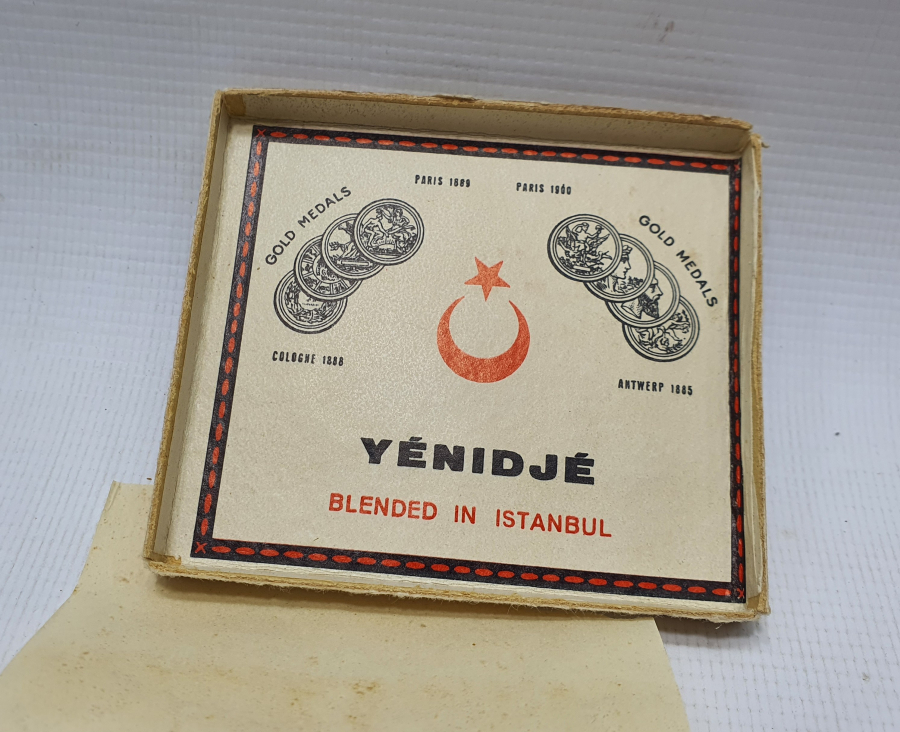 PARIS 1889
PARIS 1900
GOLD MEDALS
GOLD MEDALS
COLOGNE 1888
ANTWERP 1885
YÉNIDJÉ
BLENDED IN ISTANBUL